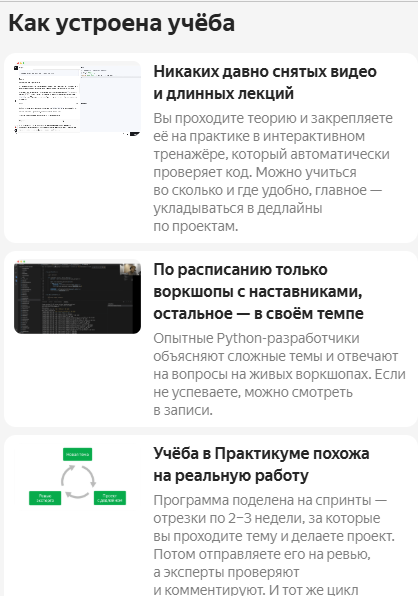 Как устроена учёба
Никаких давно снятых видео
и длинных лекций
Вы проходите теорию и закрепляете
её на практике в интерактивном
тренажёре, который автоматически
проверяет код. Можно учиться
во сколько и где удобно, главное —
укладываться в дедлайны
по проектам.
По расписанию только
воркшопы с наставниками,
остальное — в своём темпе
Опытные Python-разработчики
объясняют сложные темы и отвечают
на вопросы на живых воркшопах. Если
не успеваете, можно смотреть
в записи.
Учёба в Практикуме похожа
на реальную работу
Программа поделена на спринты —
отрезки по 2–3 недели, за которые
вы проходите тему и делаете проект.
Потом отправляете его на ревью,
а эксперты проверяют
и комментируют. И тот же цикл